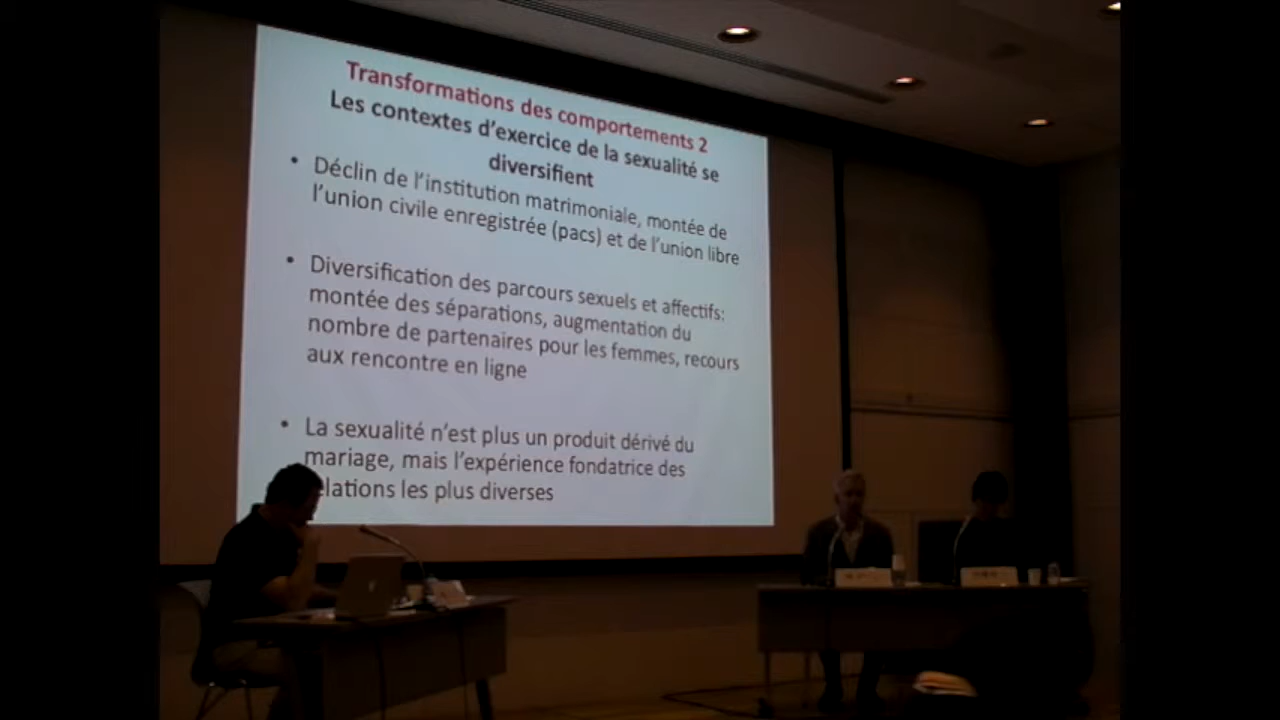 Transformations des comportements 2
Les contextes d'exercice de la sexualité se
diversifient
• Déclin de l'institution matrimoniale, montée de
l'union civile enregistrée (pacs) et de l'union libre
• Diversification des parcours sexuels et affectifs:
montée des séparations, augmentation du
nombre de partenaires pour les femmes, recours
aux rencontre en ligne
• La sexualité n'est plus un produit dérivé du
mariage, mais l'expérience fondatrice des
elations les plus diverses